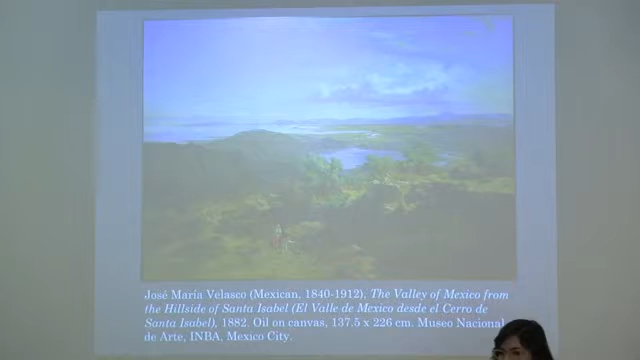 José María Velasco (Mexican, 1840-1912), The Valley of Mexico from
the Hillside of Santa Isabel (El Valle de Mexico desde el Cerro de
Santa Isabel), 1882. Oil on canvas, 137.5 x 226 cm. Museo Nacional
de Arte, INBA, Mexico City.